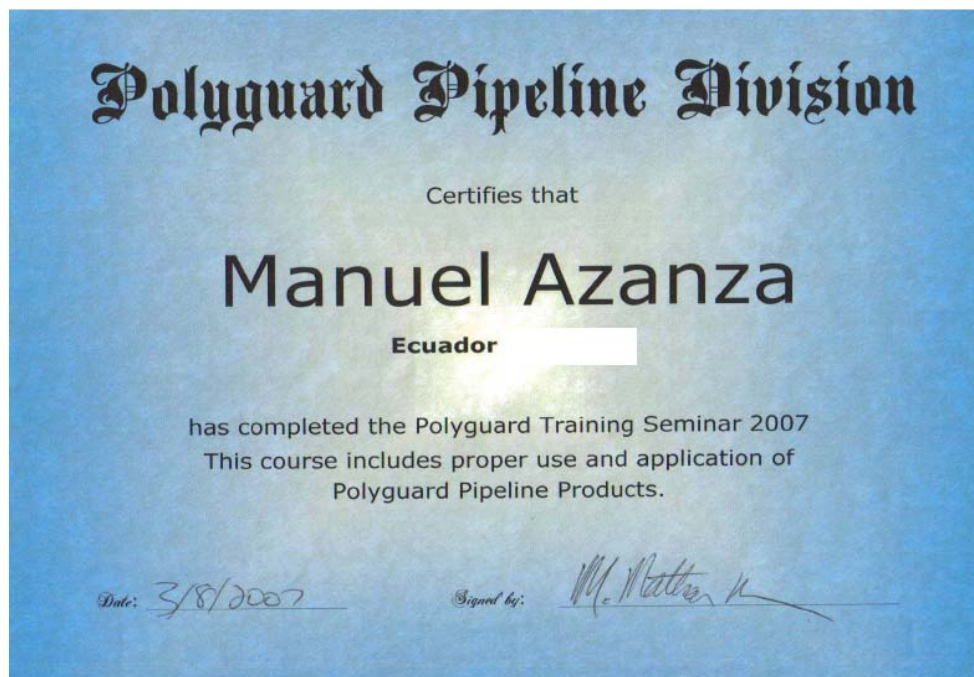 Polyguard Pipeline Division
Certifies that
Manuel Azanza
Ecuador
has completed the Polyguard Training Seminar 2007
This course includes proper use and application of
Polyguard Pipeline Products.
Date: 3/8/2007 Signed by: